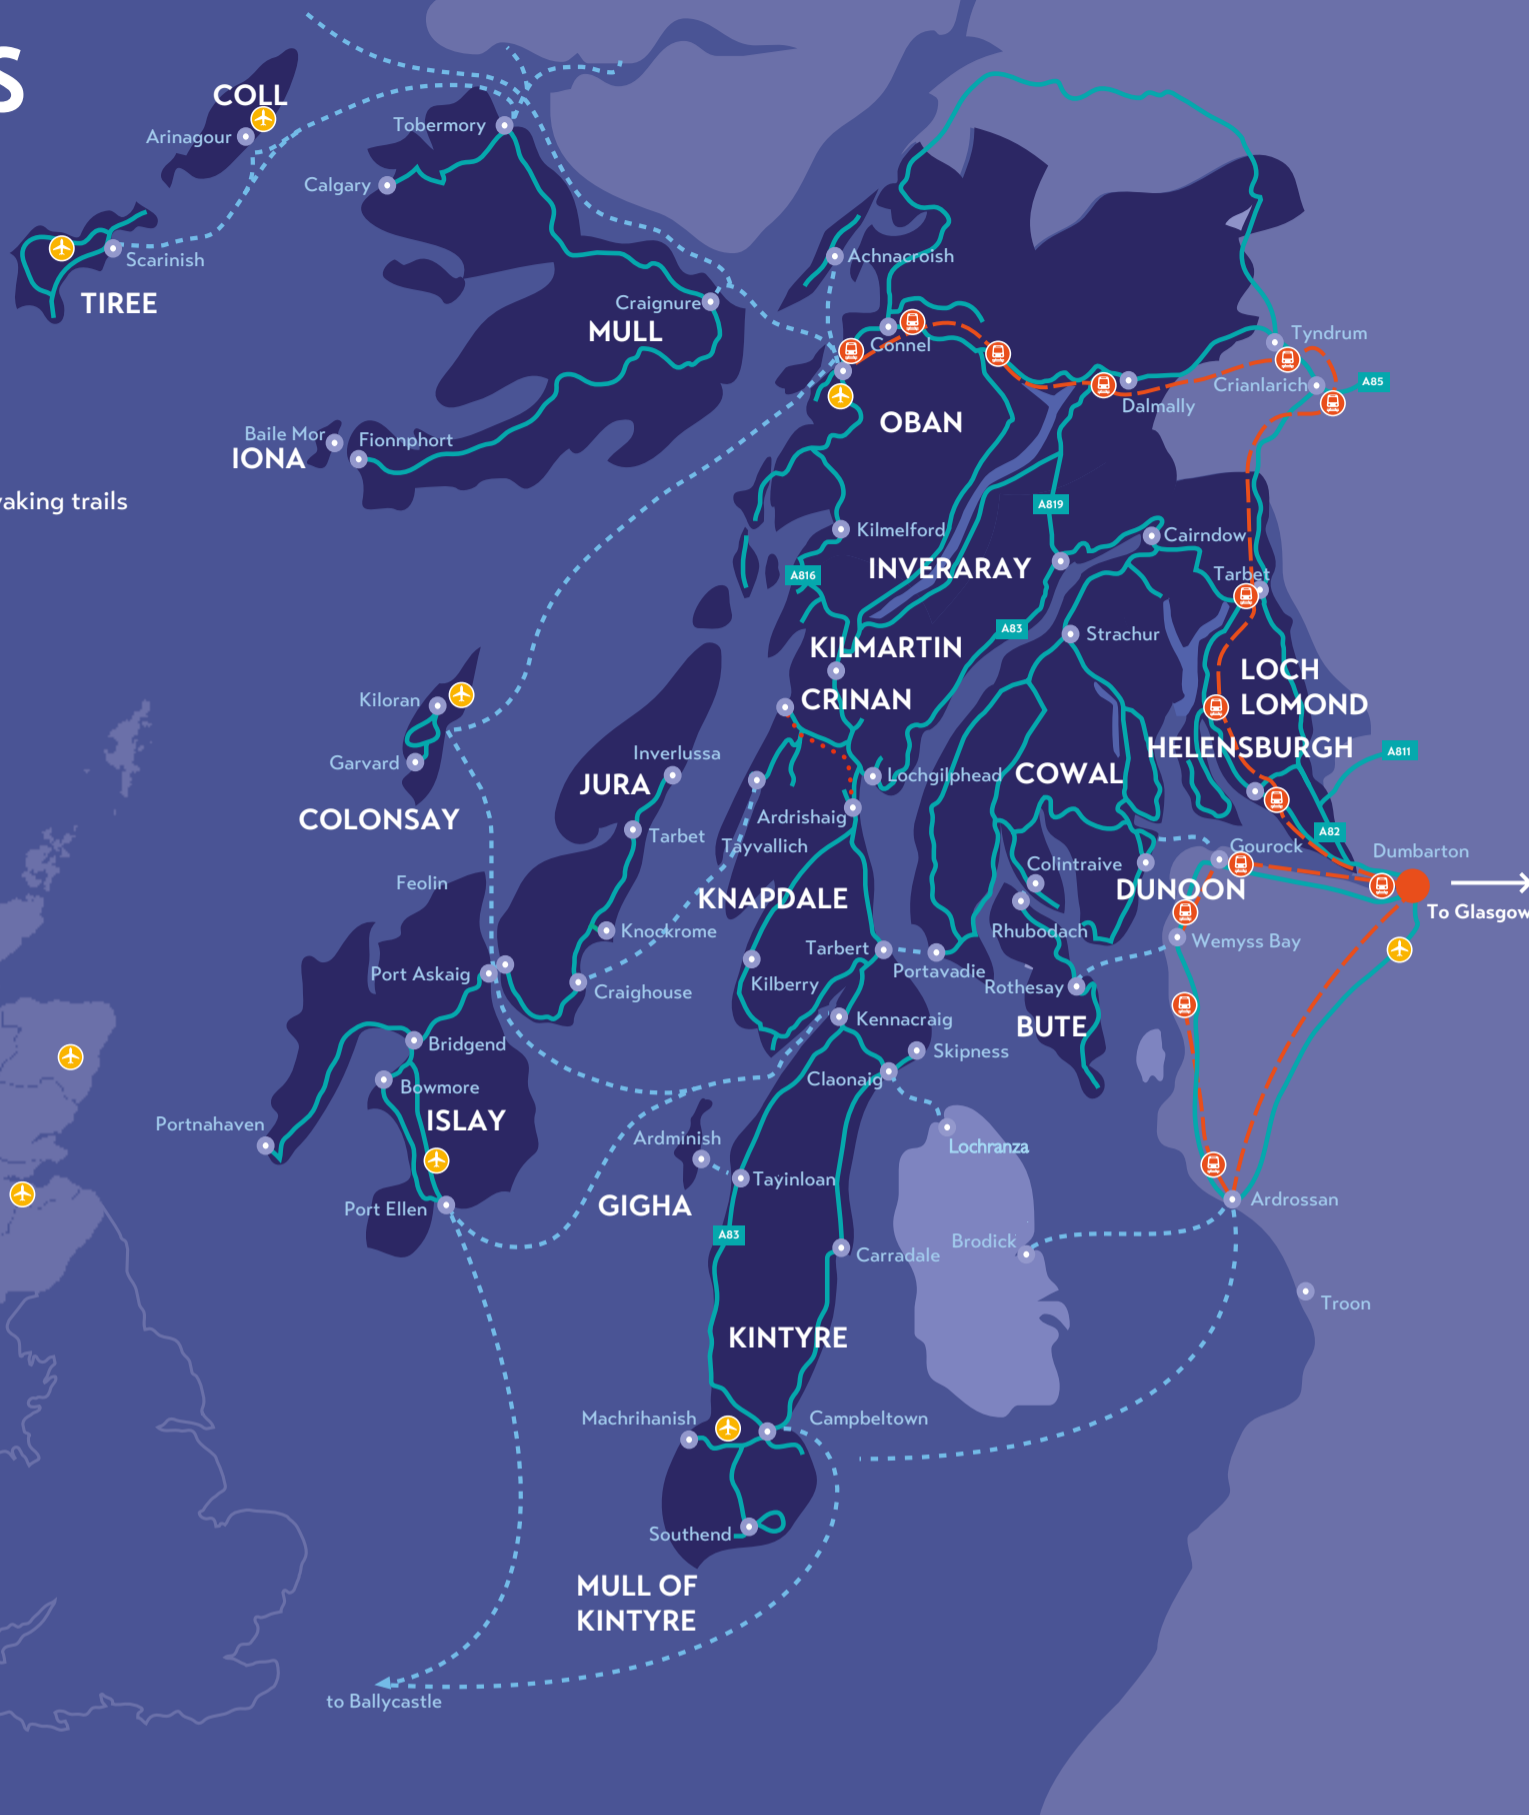 S
COLL
Arinagour
Tobermory
Calgary
Scarinish
TIREE
Achnacroish
Craignure
MULL
Connel
Tyndrum
Crianlarich
A85
Dalmally
OBAN
Baile Mor
Fionnphort
IONA
yaking trails
A819
Kilmelford
Cairndow
INVERARAY
A816
Tarbet
A83
Strachur
KILMARTIN
LOCH
LOMOND
Kiloran
CRINAN
HELENSBURGH
A811
Inverlussa
Garvard
JURA
Lochgilphead
COWAL
COLONSAY
Ardrishaig
Tarbet
Tayvallich
A82
Gourock
Dumbarton
Colintraive
Feolin
DUNOON
KNAPDALE
To Glasgow
Knockrome
Rhubodach
Wemyss Bay
Tarbert
Portavadie
Port Askaig
Kilberry
Craighouse
Rothesay
Kennacraig
BUTE
Bridgend
Skipness
Claonaig
Bowmore
ISLAY
Portnahaven
Ardminish
Lochranza
Tayinloan
GIGHA
Port Ellen
Ardrossan
A83
Brodick
Carradale
Troon
KINTYRE
Machrihanish
Campbeltown
Southend
MULL OF
KINTYRE
to Ballycastle